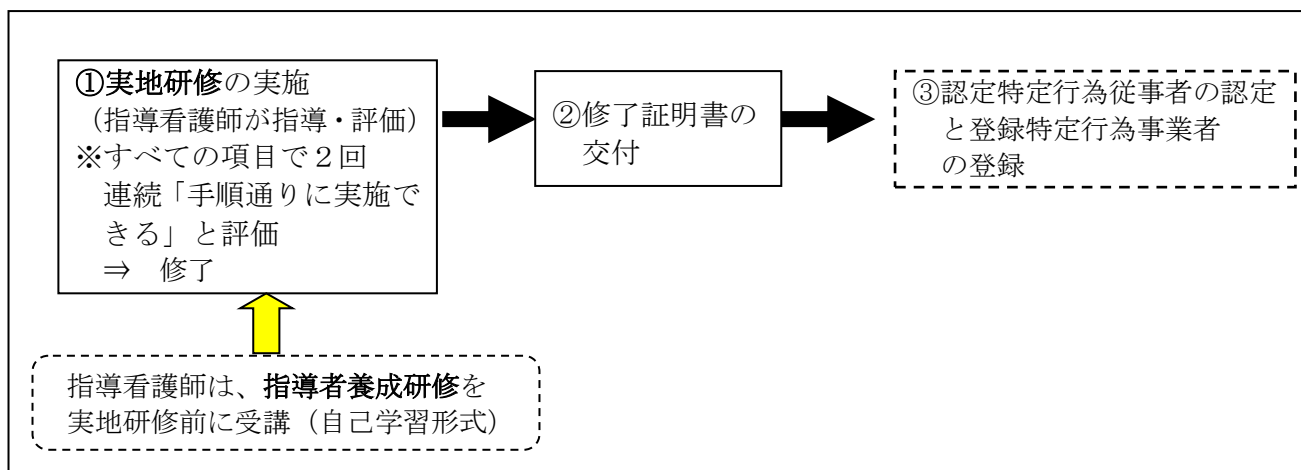 ①実地研修の実施
(指導看護師が指導・評価)
※すべての項目で２回
連続「手順通りに実施で
きる」と評価
⇒　修了
②修了証明書の
交付
③認定特定行為従事者の認定
と登録特定行為事業者
の登録
指導看護師は、指導者養成研修を
実地研修前に受講（自己学習形式）